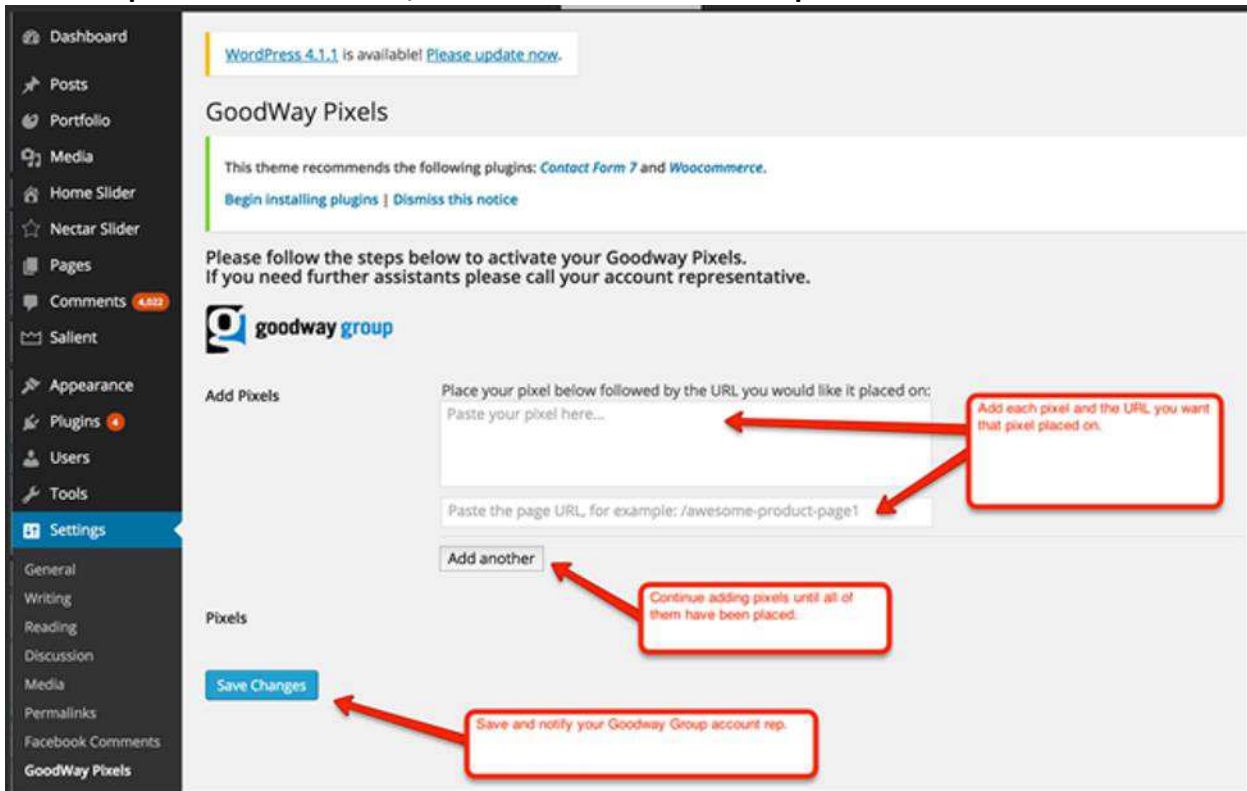 Dashboard
Posts
Portfolio
Media
Home Slider
Nectar Slider
Pages
Comments 4,022
Salient
Appearance
Plugins 4
Users
Tools
Settings
General
Writing
Reading
Discussion
Media
Permalinks
Facebook Comments
GoodWay Pixels
WordPress 4.1.1 is available! Please update now.
GoodWay Pixels
This theme recommends the following plugins: Contact Form 7 and Woocommerce.
Begin installing plugins | Dismiss this notice
Please follow the steps below to activate your Goodway Pixels.
If you need further assistants please call your account representative.
goodway group
Add Pixels
Place your pixel below followed by the URL you would like it placed on:
Paste your pixel here...
Add each pixel and the URL you want
that pixel placed on.
Paste the page URL, for example: /awesome-product-page1
Add another
Continue adding pixels until all of
them have been placed.
Pixels
Save Changes
Save and notify your Goodway Group account rep.